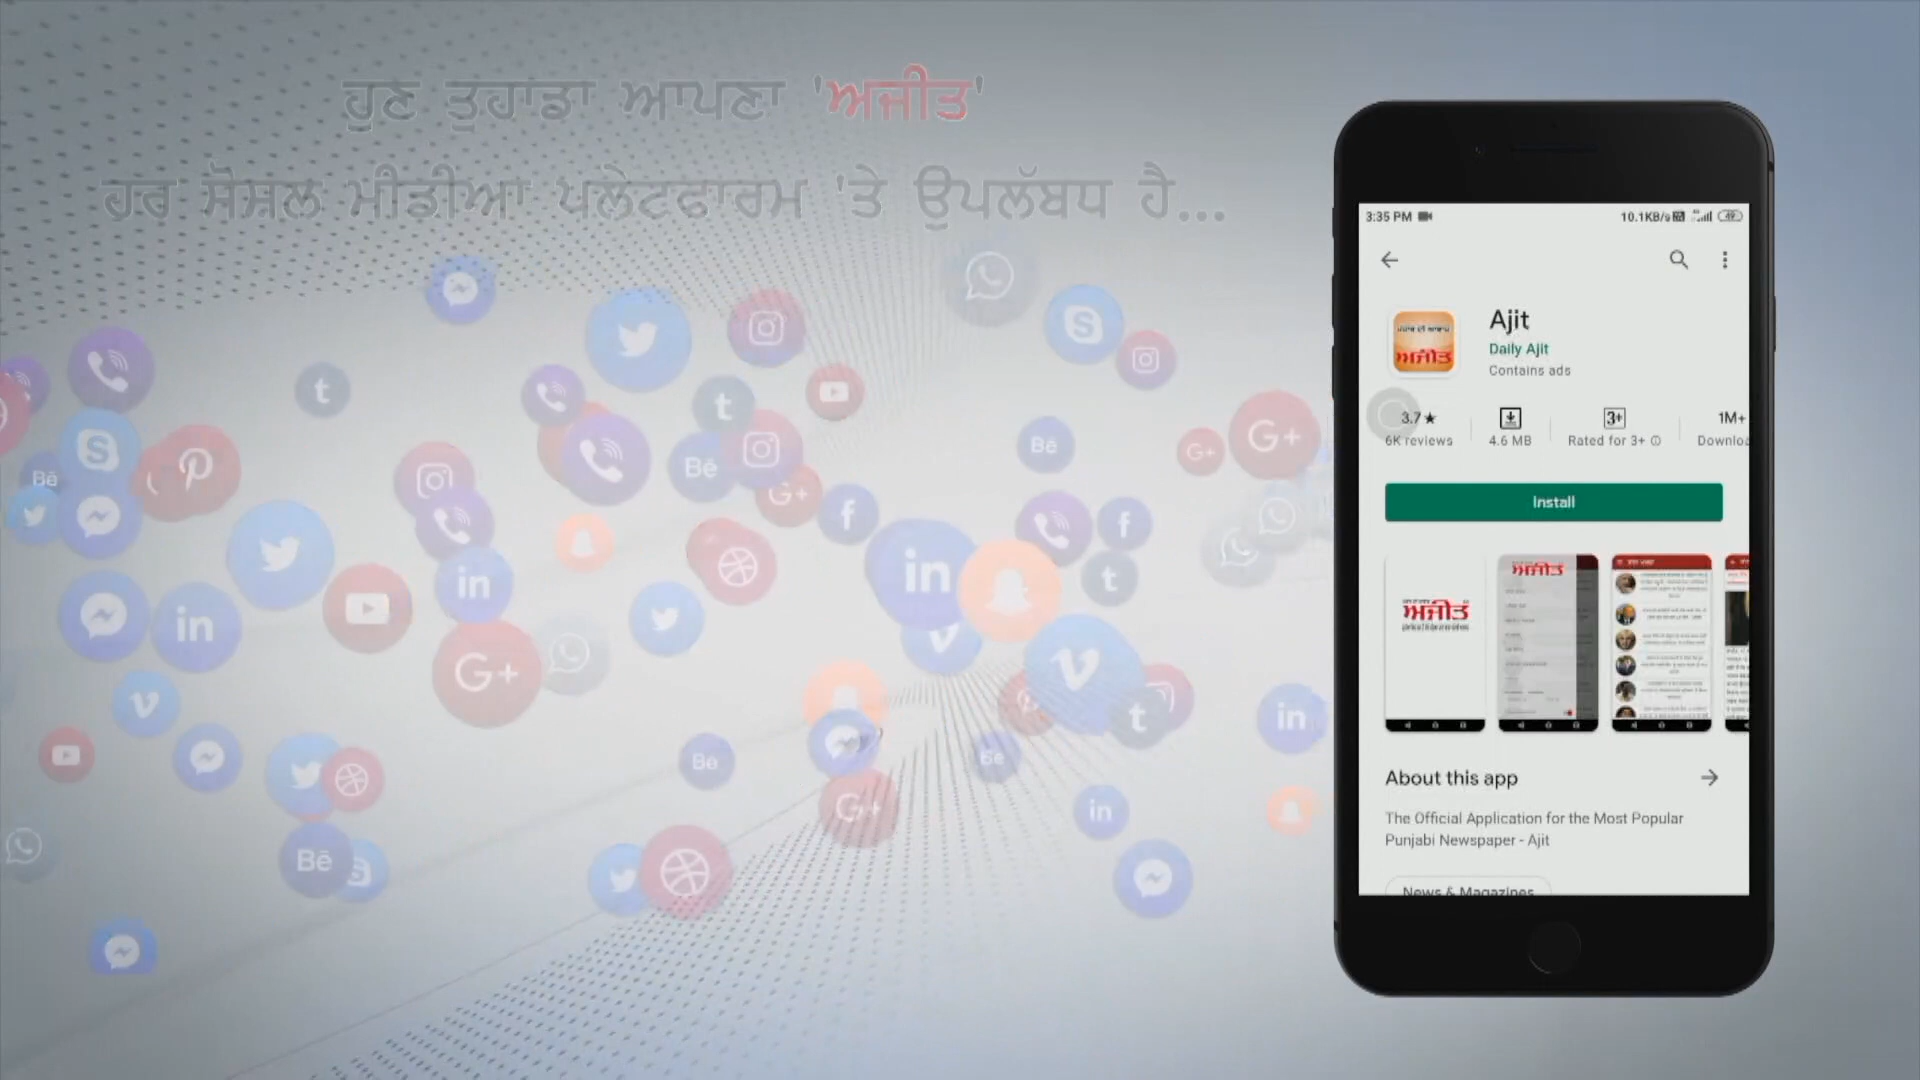 ਹੁਣ ਤੁਹਾਡਾ ਆਪਣਾ 'ਅਜੀਤ'
ਹਰ ਸੋਸ਼ਲ ਮੀਡੀਆ ਪਲੇਟਫਾਰਮ 'ਤੇ ਉਪਲੱਬਧ ਹੈ...
3:35 PM 10.1KB/s 49
Ajit
Daily Ajit
Contains ads
ਅਜੀਤ
3.7★ 3+ 1M+
6K reviews 4.6 MB Rated for 3+
Install
ਅਜੀਤ
ਅਜੀਤ
About this app
The Official Application for the Most Popular
Punjabi Newspaper - Ajit
News & Magazines